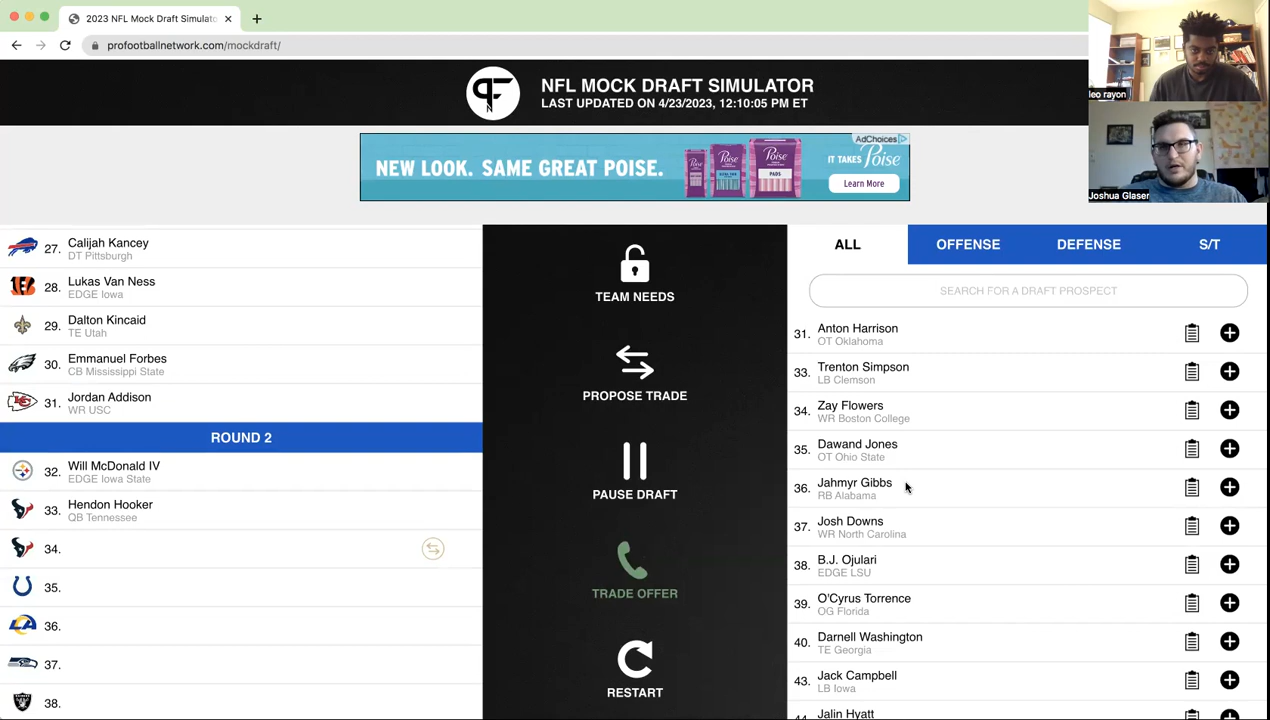 2023 NFL Mock Draft Simulato
profootballnetwork.com/mockdraft/
PF
N
NFL MOCK DRAFT SIMULATOR
LAST UPDATED ON 4/23/2023, 12:10:05 PM ET
leo rayon
Joshua Glaser
AdChoices
NEW LOOK. SAME GREAT POISE.
Poise
PADS
IT TAKES Poise
Learn More
27. Calijah Kancey
DT Pittsburgh
28. Lukas Van Ness
EDGE Iowa
29. Dalton Kincaid
TE Utah
30. Emmanuel Forbes
CB Mississippi State
31. Jordan Addison
WR USC
ROUND 2
32. Will McDonald IV
EDGE Iowa State
33. Hendon Hooker
QB Tennessee
34.
35.
36.
37.
38.
TEAM NEEDS
PROPOSE TRADE
PAUSE DRAFT
TRADE OFFER
RESTART
ALL
OFFENSE
DEFENSE
S/T
SEARCH FOR A DRAFT PROSPECT
31. Anton Harrison
OT Oklahoma
33. Trenton Simpson
LB Clemson
34. Zay Flowers
WR Boston College
35. Dawand Jones
OT Ohio State
36. Jahmyr Gibbs
RB Alabama
37. Josh Downs
WR North Carolina
38. B.J. Ojulari
EDGE LSU
39. O'Cyrus Torrence
OG Florida
40. Darnell Washington
TE Georgia
43. Jack Campbell
LB Iowa
44. Jalin Hyatt